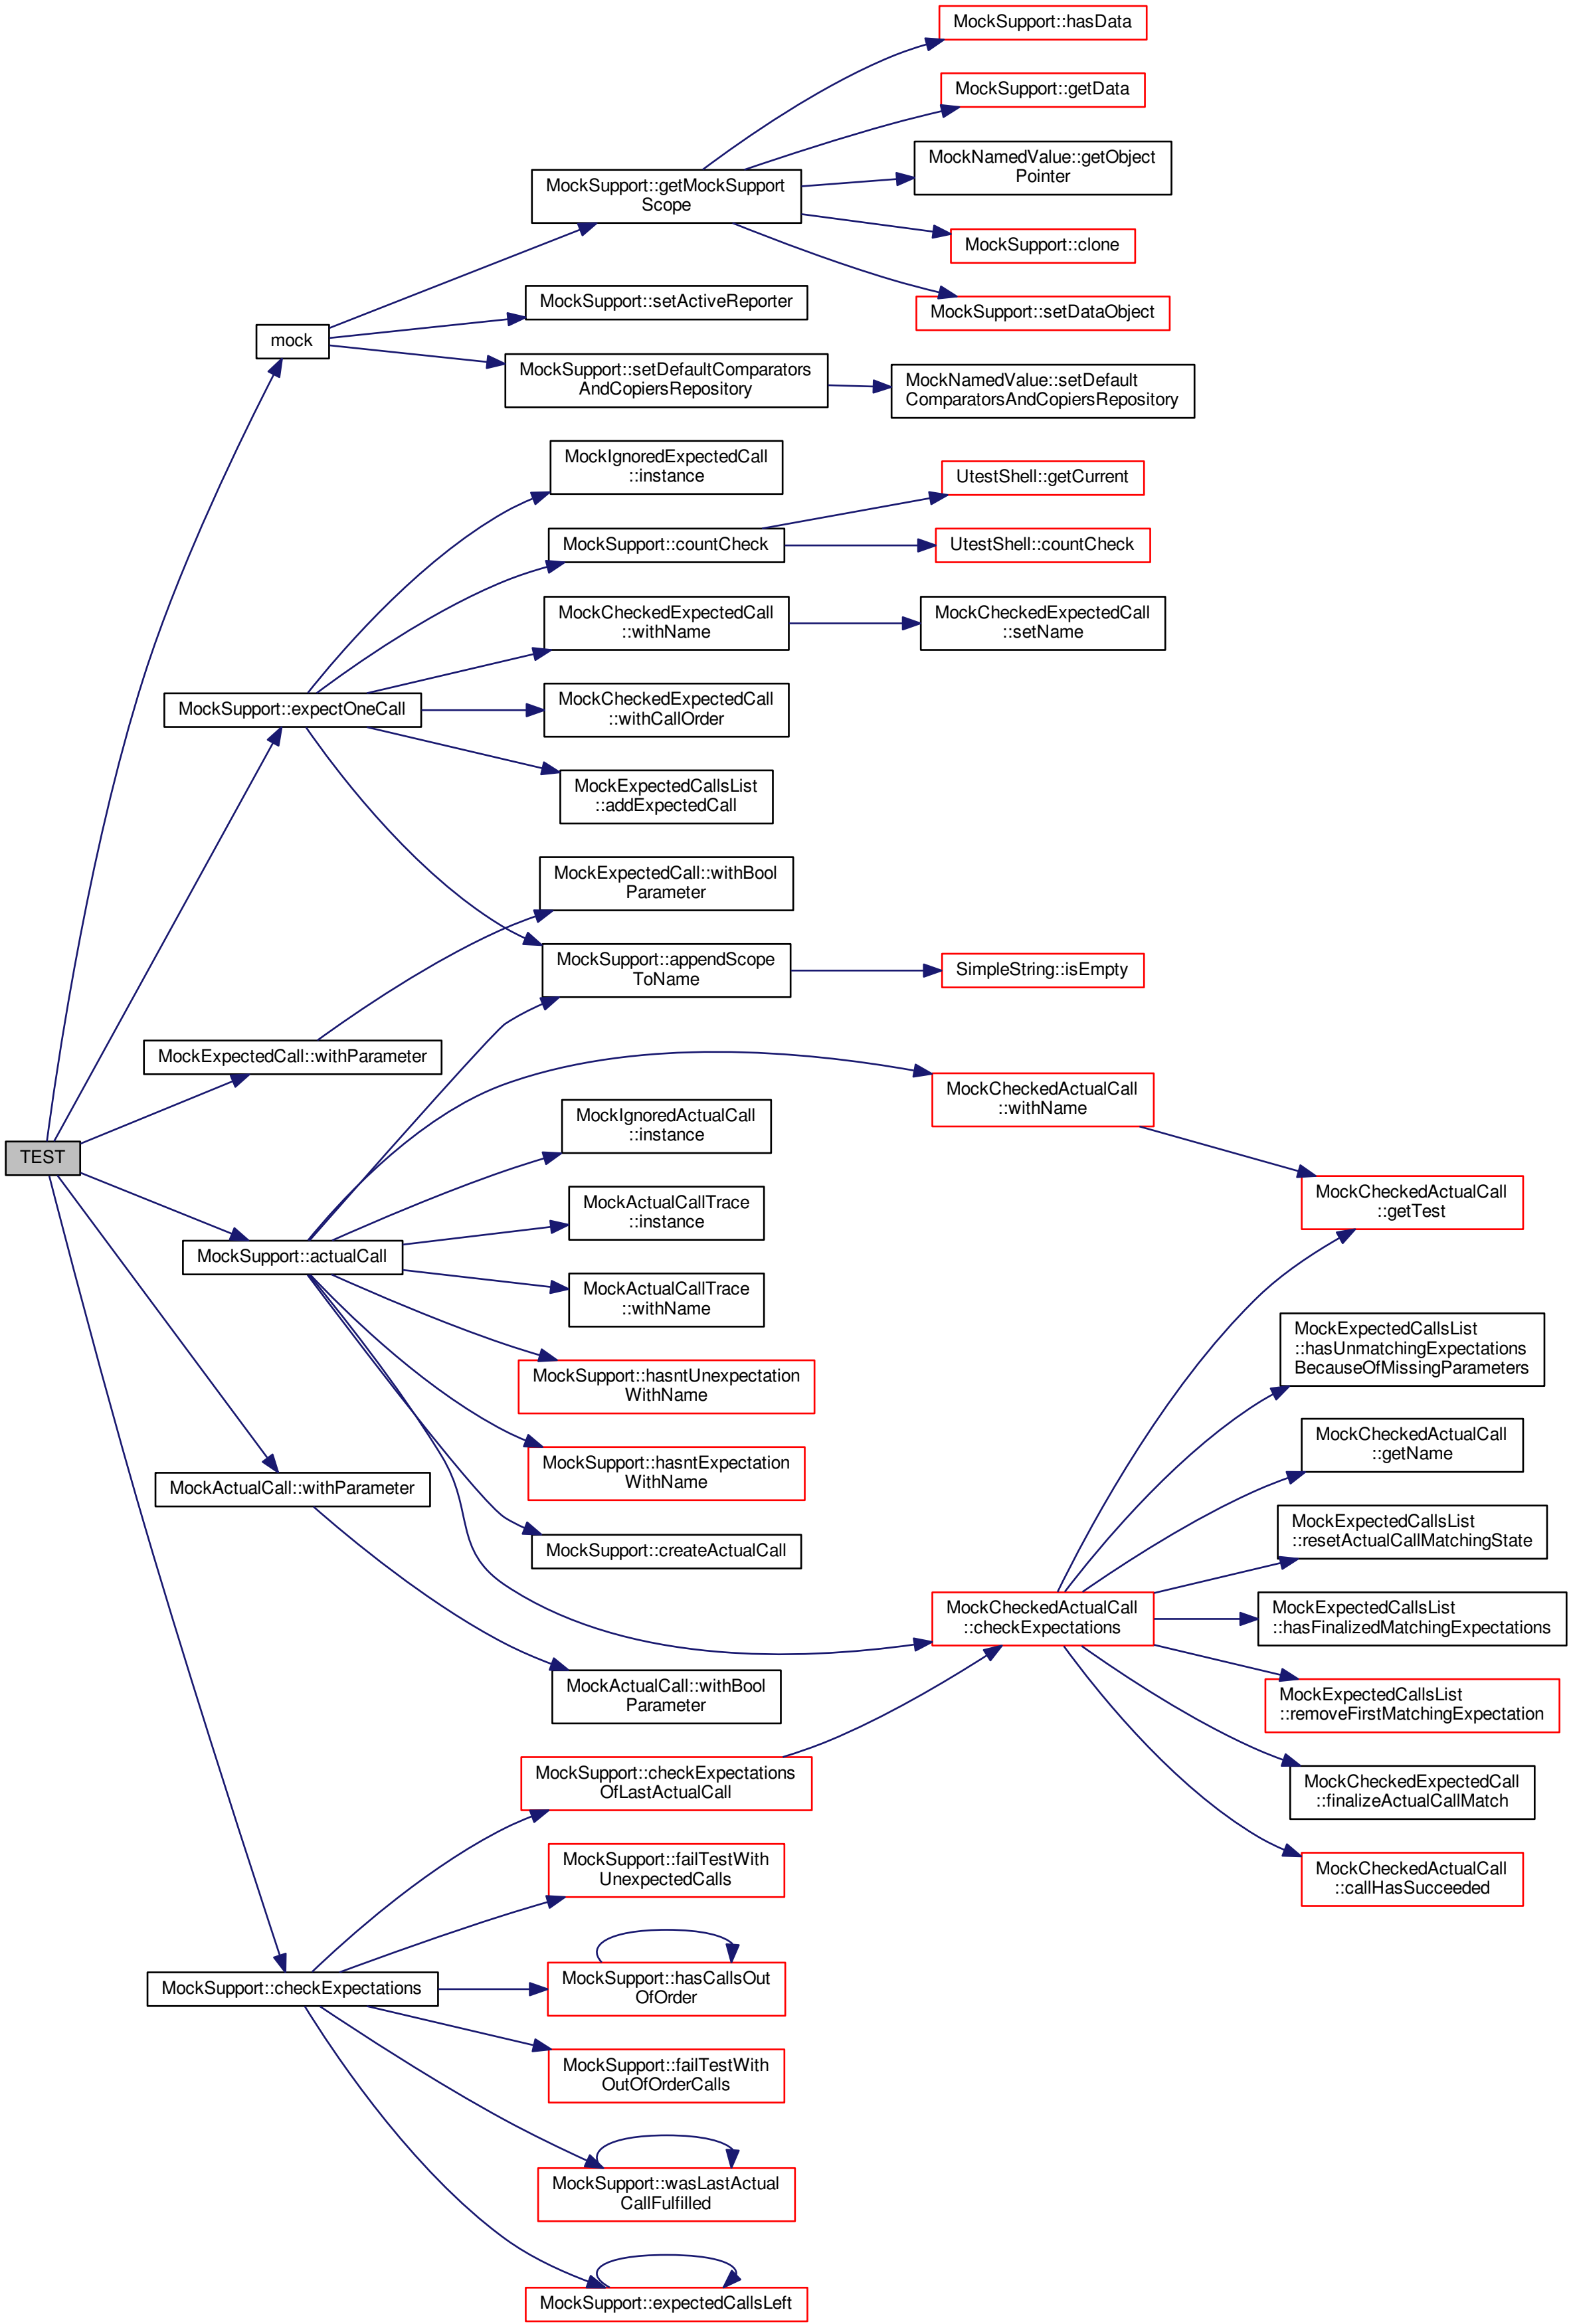 MockSupport::hasData
MockSupport::getData
MockNamedValue::getObject
Pointer
MockSupport::getMockSupport
Scope
MockSupport::clone
MockSupport::setActiveReporter
MockSupport::setDataObject
mock
MockSupport::setDefaultComparators
AndCopiersRepository
MockNamedValue::setDefault
ComparatorsAndCopiersRepository
MockIgnoredExpectedCall
::instance
UtestShell::getCurrent
MockSupport::countCheck
UtestShell::countCheck
MockCheckedExpectedCall
::withName
MockCheckedExpectedCall
::setName
MockSupport::expectOneCall
MockCheckedExpectedCall
::withCallOrder
MockExpectedCallsList
::addExpectedCall
MockExpectedCall::withBool
Parameter
MockSupport::appendScope
ToName
SimpleString::isEmpty
MockExpectedCall::withParameter
MockCheckedActualCall
::withName
MockIgnoredActualCall
::instance
TEST
MockCheckedActualCall
::getTest
MockActualCallTrace
::instance
MockSupport::actualCall
MockActualCallTrace
::withName
MockExpectedCallsList
::hasUnmatchingExpectations
BecauseOfMissingParameters
MockSupport::hasntUnexpectation
WithName
MockCheckedActualCall
::getName
MockSupport::hasntExpectation
WithName
MockActualCall::withParameter
MockExpectedCallsList
::resetActualCallMatchingState
MockSupport::createActualCall
MockCheckedActualCall
::checkExpectations
MockExpectedCallsList
::hasFinalizedMatchingExpectations
MockActualCall::withBool
Parameter
MockExpectedCallsList
::removeFirstMatchingExpectation
MockSupport::checkExpectations
OfLastActualCall
MockCheckedExpectedCall
::finalizeActualCallMatch
MockSupport::failTestWith
UnexpectedCalls
MockCheckedActualCall
::callHasSucceeded
MockSupport::checkExpectations
MockSupport::hasCallsOut
OfOrder
MockSupport::failTestWith
OutOfOrderCalls
MockSupport::wasLastActual
CallFulfilled
MockSupport::expectedCallsLeft